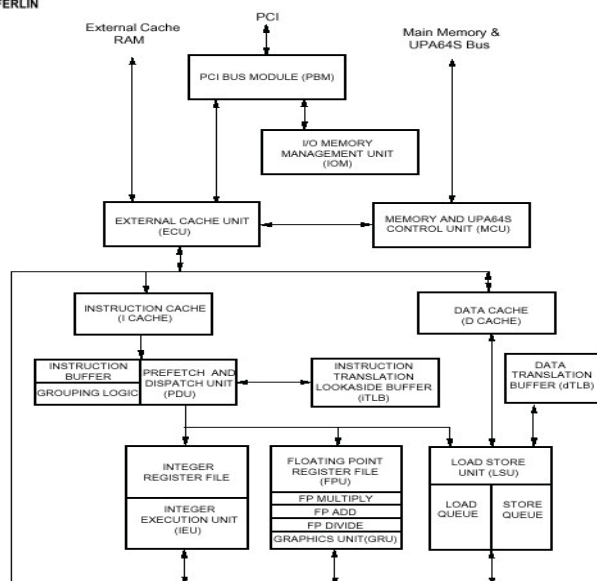 FERLIN
PCI
External Cache
RAM
Main Memory &
UPA64S Bus
PCI BUS MODULE (PBM)
I/O MEMORY
MANAGEMENT UNIT
(IOM)
EXTERNAL CACHE UNIT
(ECU)
MEMORY AND UPA64S
CONTROL UNIT (MCU)
INSTRUCTION CACHE
(I CACHE)
DATA CACHE
(D CACHE)
INSTRUCTION
BUFFER
GROUPING LOGIC
PREFETCH AND
DISPATCH UNIT
(PDU)
INSTRUCTION
TRANSLATION
LOOKASIDE BUFFER
(iTLB)
DATA
TRANSLATION
BUFFER (dTLB)
INTEGER
REGISTER FILE
INTEGER
EXECUTION UNIT
(IEU)
FLOATING POINT
REGISTER FILE
(FPU)
FP MULTIPLY
FP ADD
FP DIVIDE
GRAPHICS UNIT(GRU)
LOAD STORE
UNIT (LSU)
LOAD
QUEUE
STORE
QUEUE